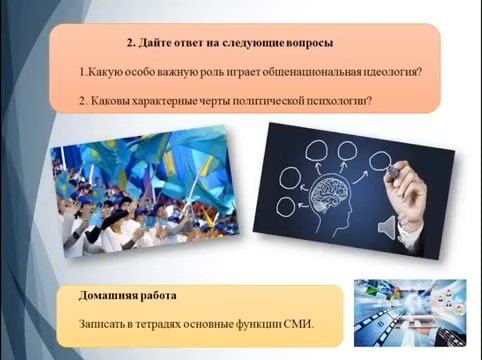 2. Дайте ответ на следующие вопросы
1.Какую особо важную роль играет общенациональная идеология?
2. Каковы характерные черты политической психологии?
Домашняя работа
Записать в тетрадях основные функции СМИ.